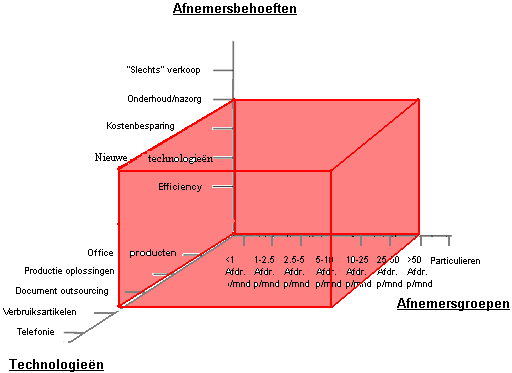 Afnemersbehoeften
"Slechts" verkoop
Onderhoud/nazorg
Kostenbesparing
Nieuwe technologieën
Efficiency
Office producten
Productie oplossingen
Document outsourcing
Verbruiksartikelen
Telefonie
<1 1-2.5 2.5-5 5-10 10-25 25-50 >50 Particulieren
Afdr. Afdr. Afdr. Afdr. Afdr. Afdr. Afdr.
p/mnd p/mnd p/mnd p/mnd p/mnd p/mnd
Afnemersgroepen
Technologieën